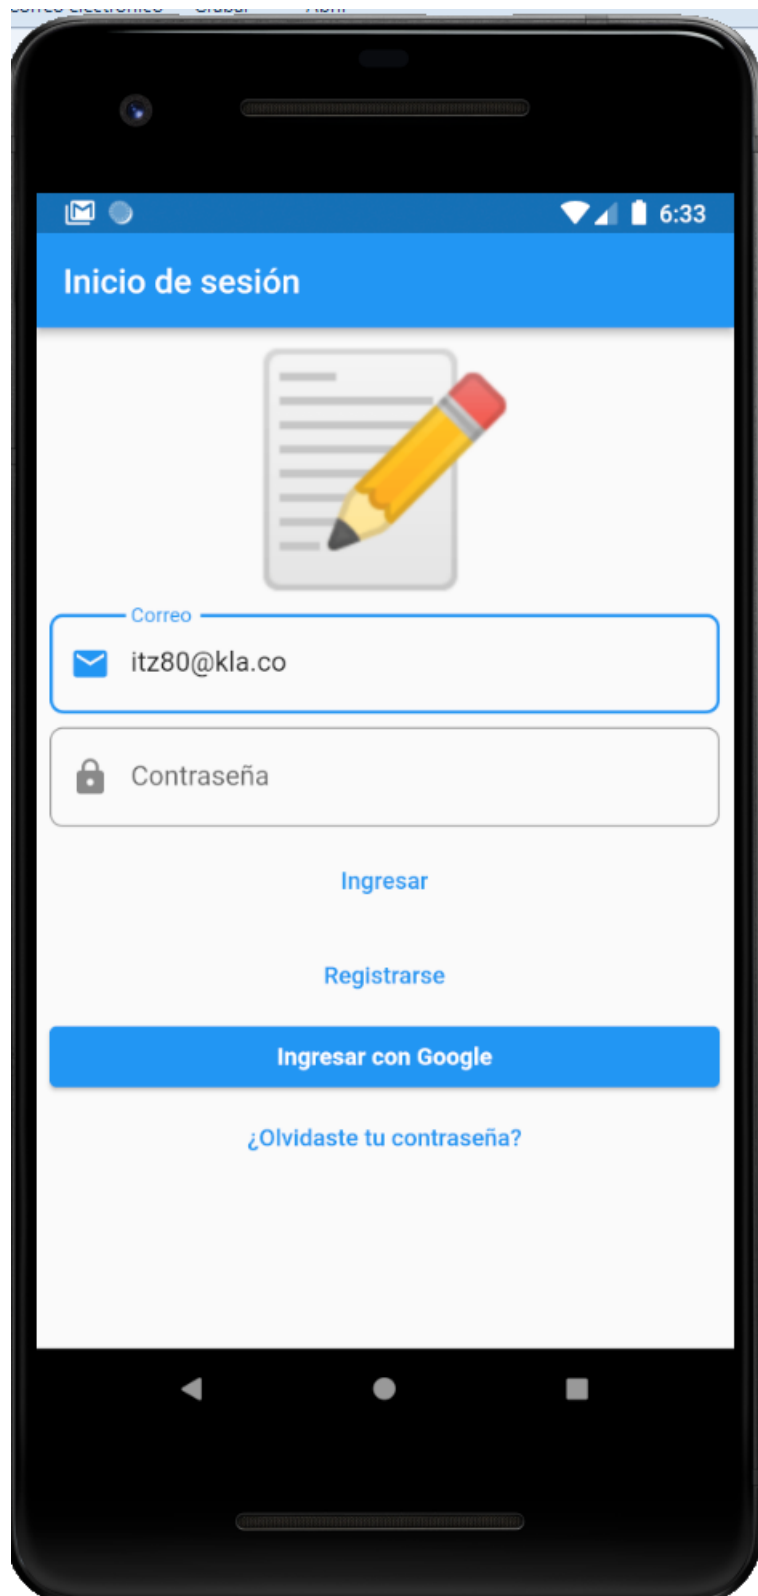 6:33
Inicio de sesión
Correo
itz80@kla.co
Contraseña
Ingresar
Registrarse
Ingresar con Google
¿Olvidaste tu contraseña?